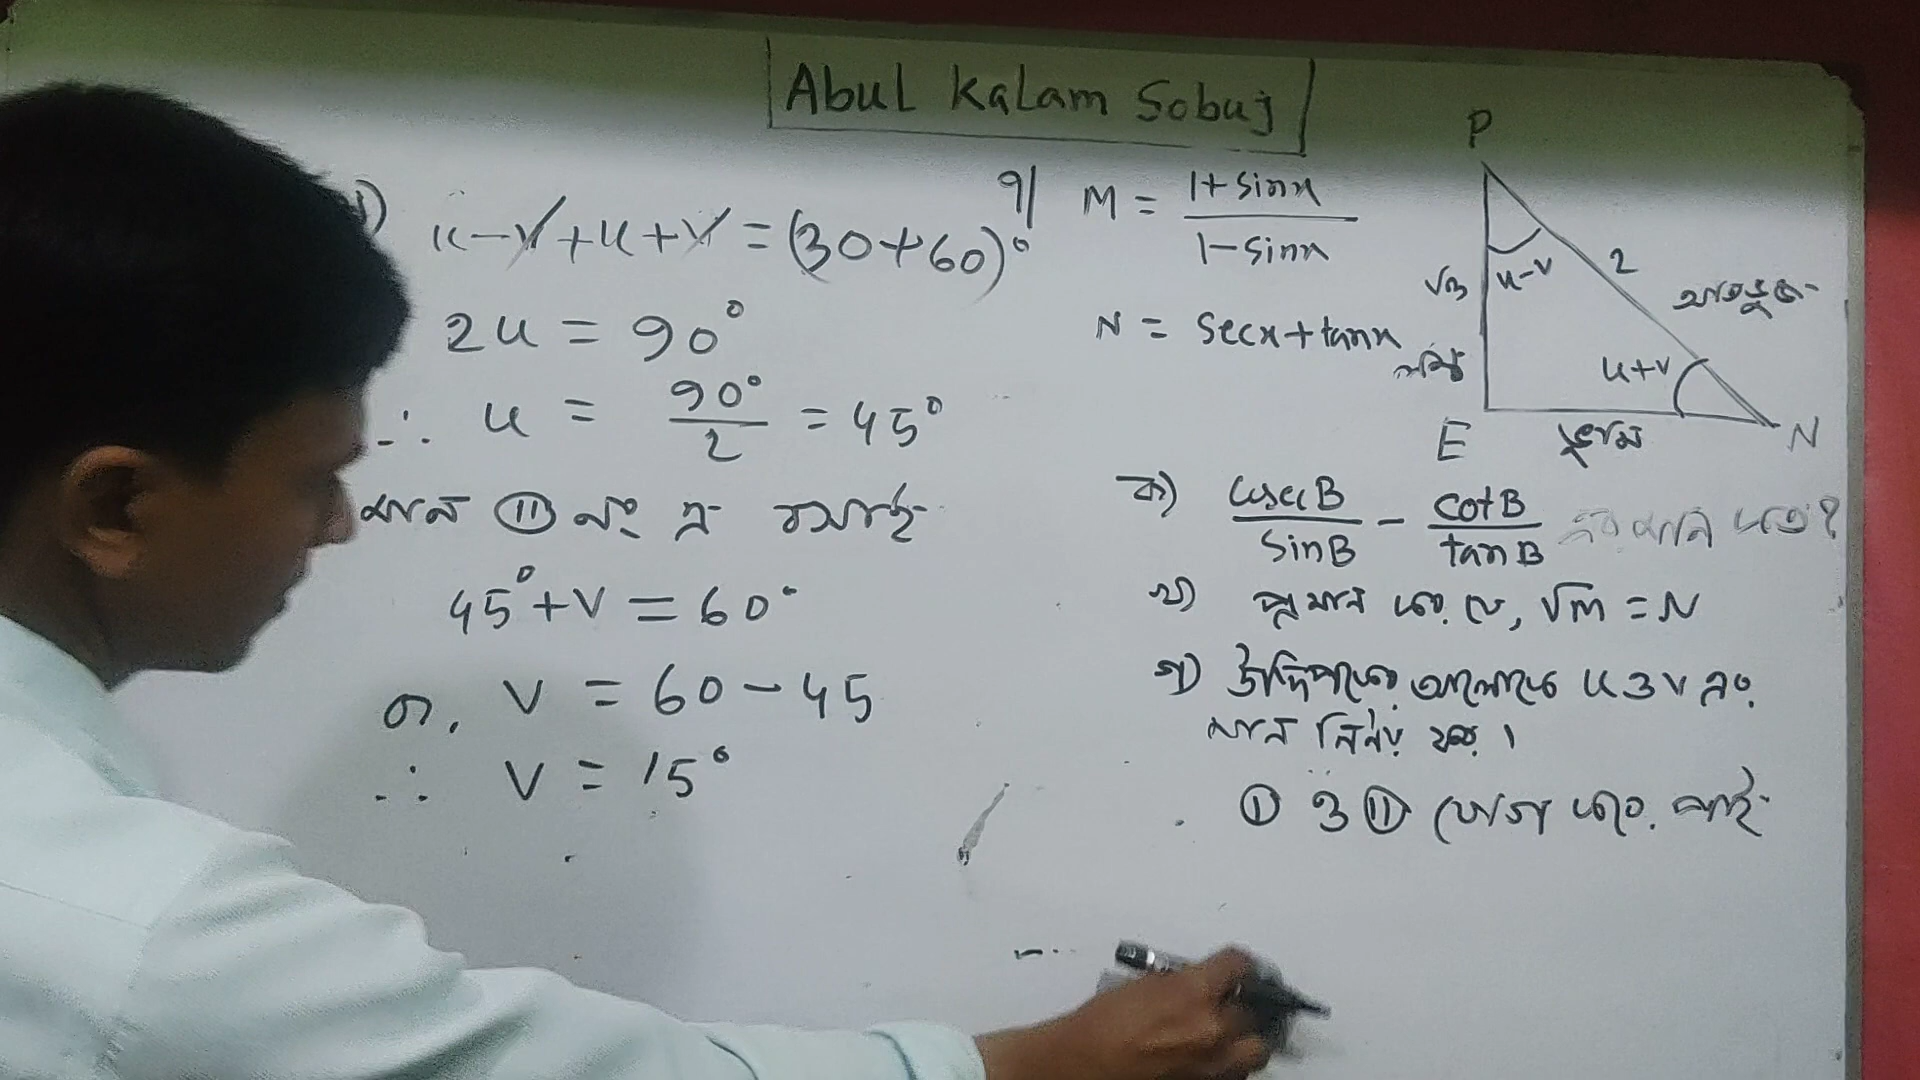 Abul Kalam Sobuj
u-v+u+v = (30+60)°
2u = 90°
∴ u = 90°/2 = 45°
মান ⑪ নং এ বসাই
45°+v = 60°
বা, v = 60-45
∴ v = 15°
9| M = 1+sinx/1-sinx
N = secx+tanx
P
√3
u-v
2
অতিভুজ
লম্ব
u+v
E
ভূমি
N
ক) cosecB/sinB - cotB/tanB এর মান কত?
খ) প্রমাণ কর যে, √m = N
গ) উদ্দিপকের আলোকে u ও v এর
মান নির্ণয় কর।
① ও ⑪ যোগ করে পাই